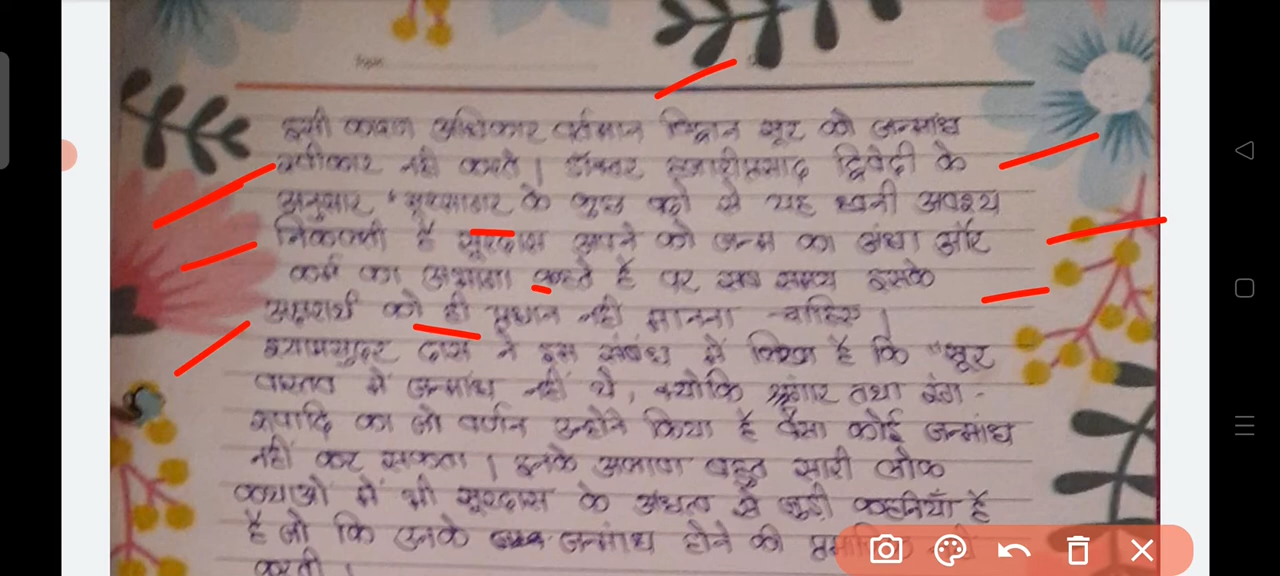 इसी कारण अधिकार वर्तमान विद्वान सूर को जन्मांध
स्वीकार नहीं करते। डॉक्टर हजारीप्रसाद द्विवेदी के
अनुसार "सूरसागर के कुछ पदो से यह ध्वनी अवश्य
निकलती है सूरदास अपने को जन्म का अंधा और
कर्म का अभागा कहते है पर सब समय इसके
अक्षरार्थ को ही प्रधान नही मानना चाहिए।
श्यामसुंदर दास ने इस संबंध में लिखा है कि "सूर
वास्तव में जन्मांध नहीं थे, क्योकि श्रृंगार तथा रंग-
रुपादि का जो वर्णन उन्होने किया है वैसा कोई जन्मांध
नहीं कर सकता। इनके अलावा बहुत सारी लोक
कथाओं में भी सूरदास के अंधत्व से जुड़ी कहानियाँ है
है जो कि उनके जन्मांध होने की
करती।